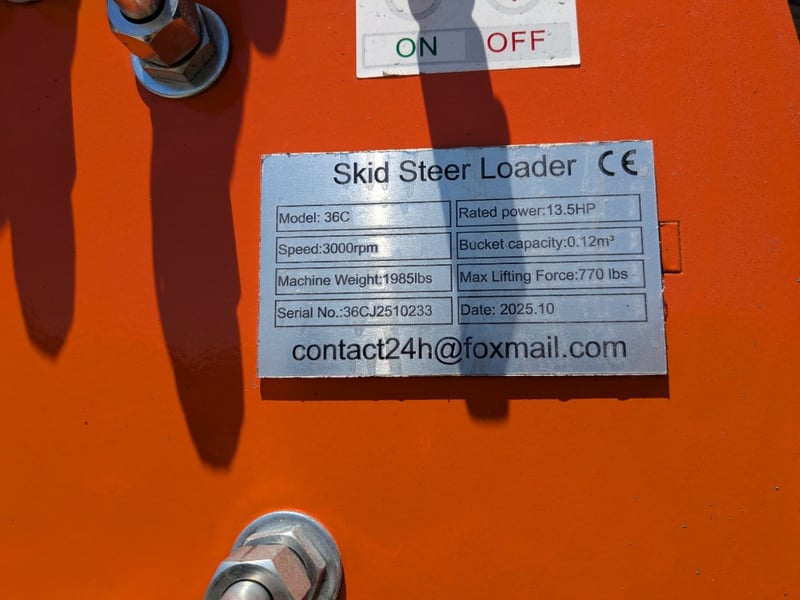 ON OFF
Skid Steer Loader CE
Model: 36C
Rated power:13.5HP
Speed:3000rpm
Bucket capacity:0.12m³
Machine Weight:1985lbs
Max Lifting Force:770 lbs
Serial No.:36CJ2510233
Date: 2025.10
contact24h@foxmail.com